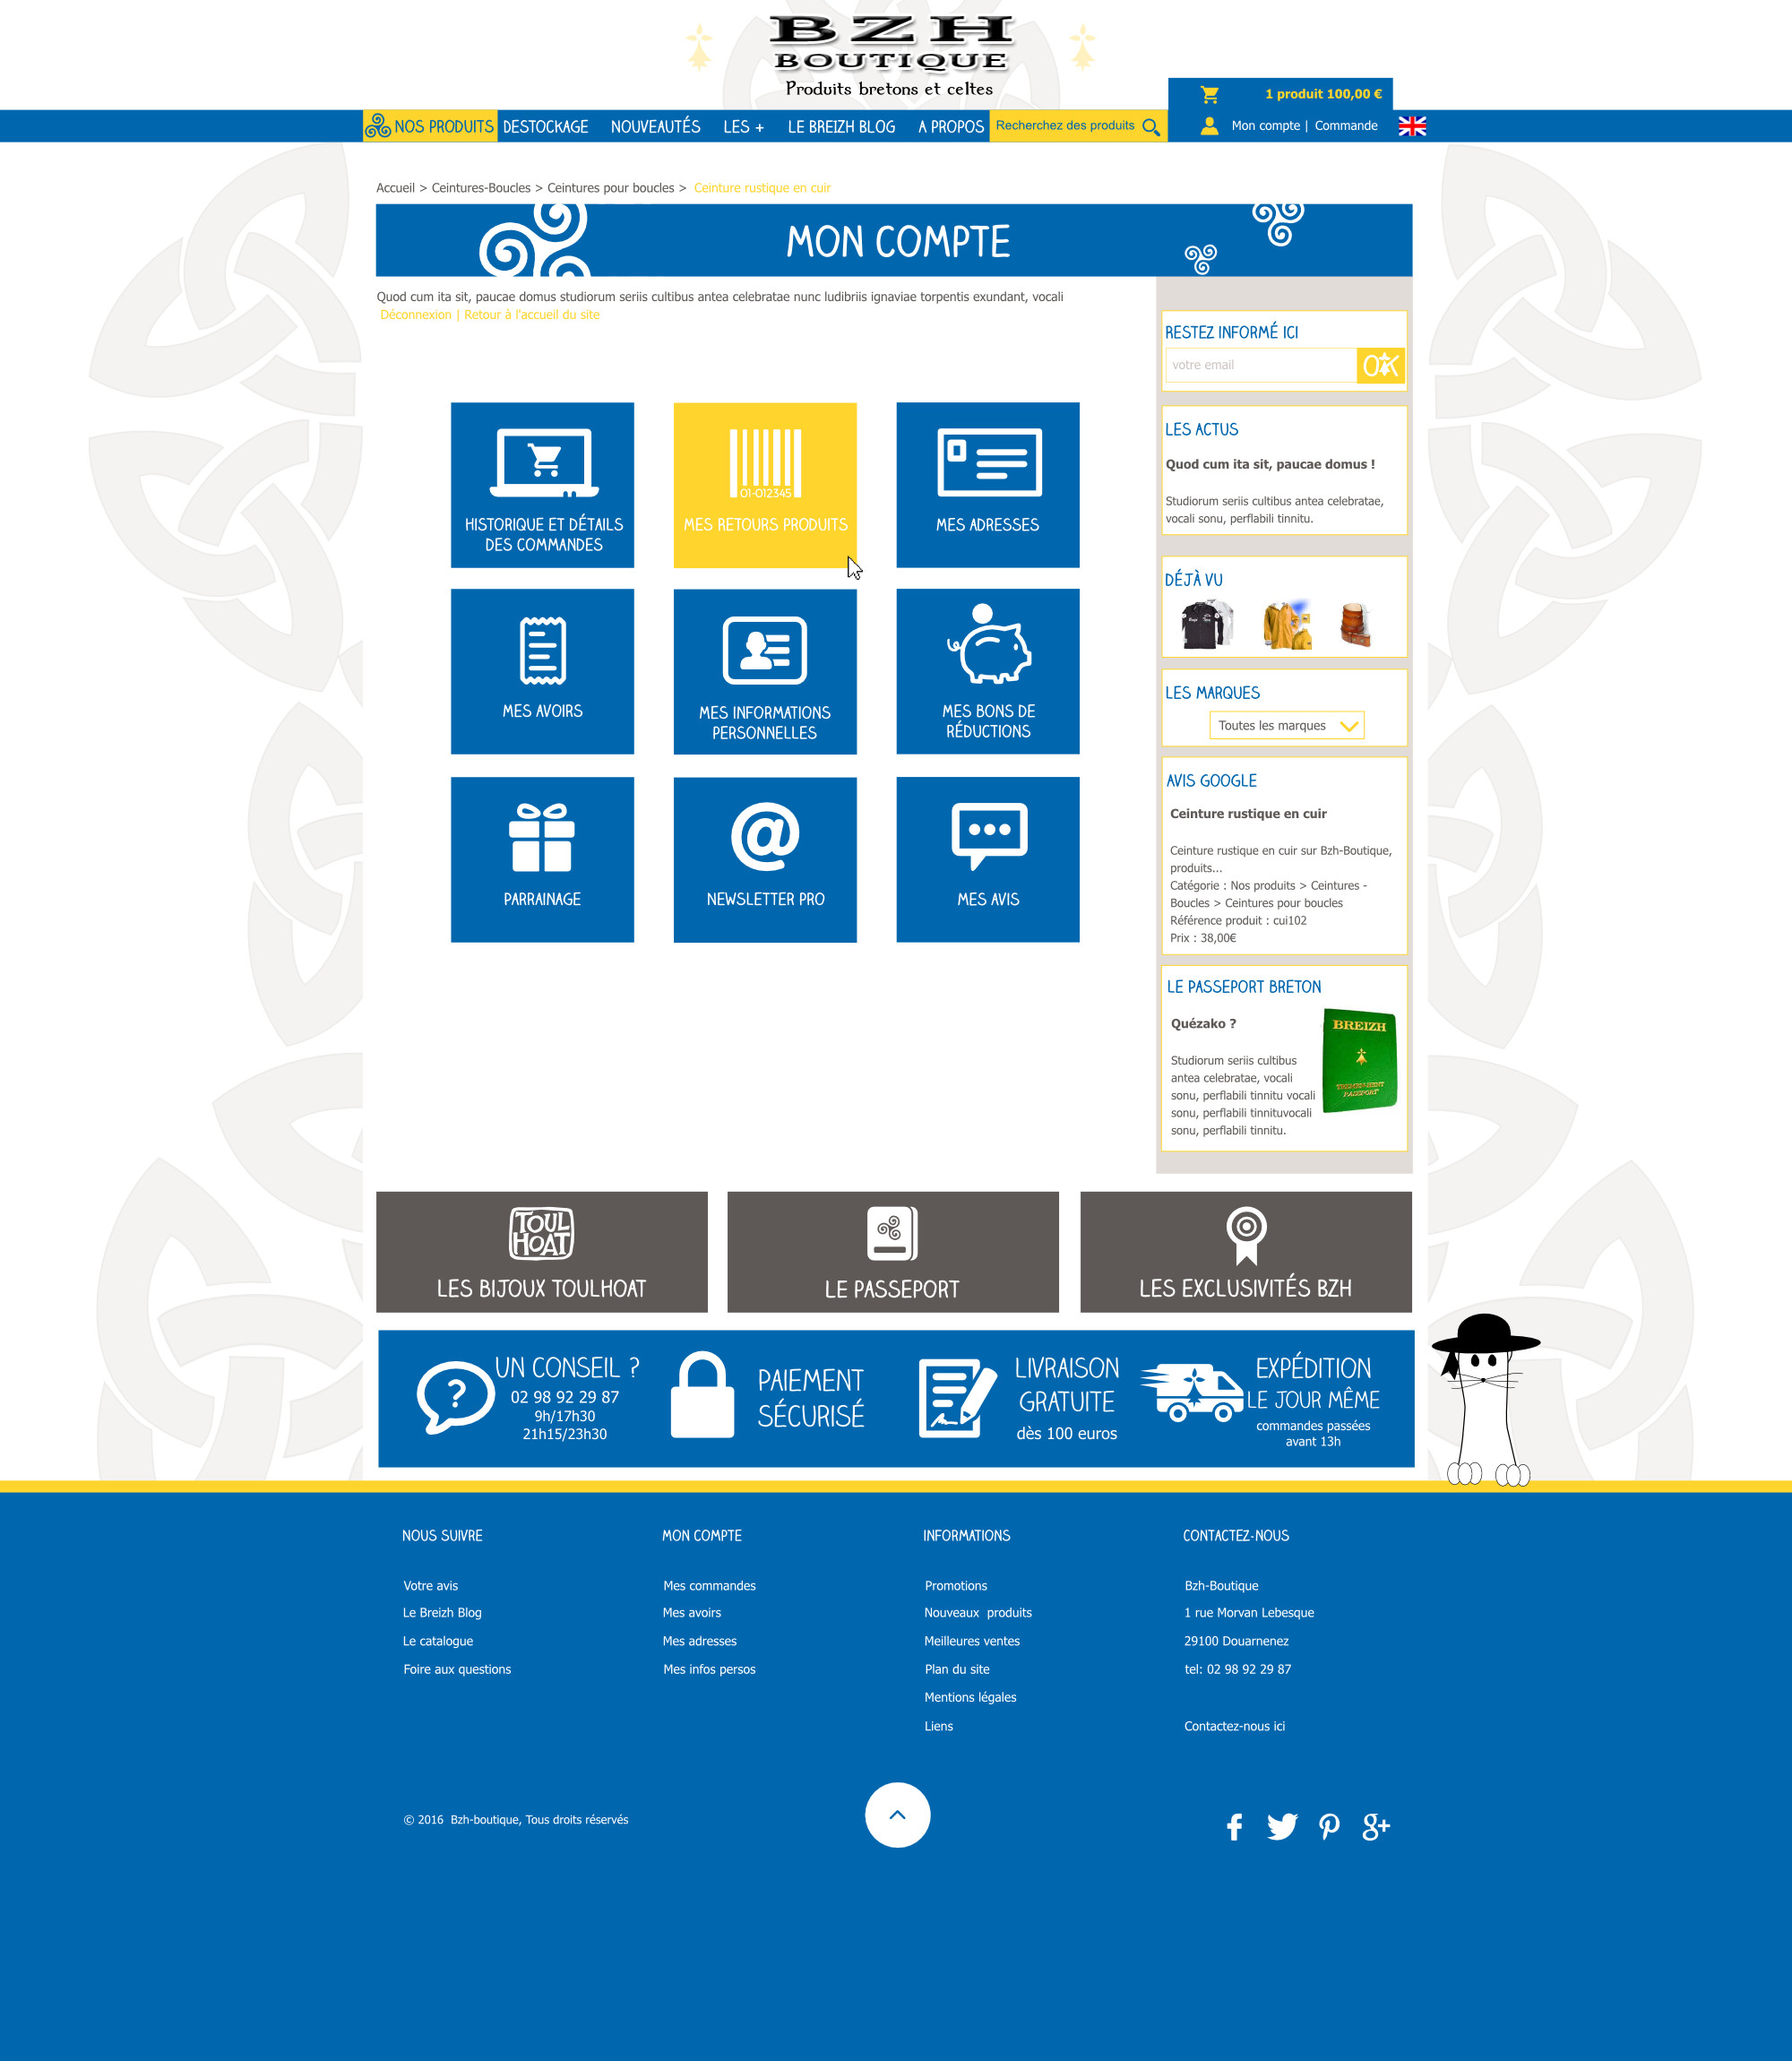 BZH
BOUTIQUE
Produits bretons et celtes
1 produit 100,00 €
NOS PRODUITS DESTOCKAGE NOUVEAUTÉS LES + LE BREIZH BLOG A PROPOS Recherchez des produits Mon compte | Commande
Accueil > Ceintures-Boucles > Ceintures pour boucles > Ceinture rustique en cuir
MON COMPTE
Quod cum ita sit, paucae domus studiorum seriis cultibus antea celebratae nunc ludibriis ignaviae torpentis exundant, vocali
Déconnexion | Retour à l'accueil du site
HISTORIQUE ET DÉTAILS
DES COMMANDES
01-012345
MES RETOURS PRODUITS
MES ADRESSES
MES AVOIRS
MES INFORMATIONS
PERSONNELLES
MES BONS DE
RÉDUCTIONS
PARRAINAGE
NEWSLETTER PRO
MES AVIS
RESTEZ INFORMÉ ICI
votre email
OK
LES ACTUS
Quod cum ita sit, paucae domus !
Studiorum seriis cultibus antea celebratae,
vocali sonu, perflabili tinnitu.
DÉJÀ VU
LES MARQUES
Toutes les marques
AVIS GOOGLE
Ceinture rustique en cuir
Ceinture rustique en cuir sur Bzh-Boutique,
produits...
Catégorie : Nos produits > Ceintures -
Boucles > Ceintures pour boucles
Référence produit : cui102
Prix : 38,00€
LE PASSEPORT BRETON
Quézako ?
Studiorum seriis cultibus
antea celebratae, vocali
sonu, perflabili tinnitu vocali
sonu, perflabili tinnituvocali
sonu, perflabili tinnitu.
BREIZH
PASSEPORT
TOUL
HOAT
LES BIJOUX TOULHOAT
LE PASSEPORT
LES EXCLUSIVITÉS BZH
UN CONSEIL ?
02 98 92 29 87
9h/17h30
21h15/23h30
PAIEMENT
SÉCURISÉ
LIVRAISON
GRATUITE
dès 100 euros
EXPÉDITION
LE JOUR MÊME
commandes passées
avant 13h
NOUS SUIVRE
Votre avis
Le Breizh Blog
Le catalogue
Foire aux questions
MON COMPTE
Mes commandes
Mes avoirs
Mes adresses
Mes infos persos
INFORMATIONS
Promotions
Nouveaux produits
Meilleures ventes
Plan du site
Mentions légales
Liens
CONTACTEZ-NOUS
Bzh-Boutique
1 rue Morvan Lebesque
29100 Douarnenez
tel: 02 98 92 29 87
Contactez-nous ici
© 2016 Bzh-boutique, Tous droits réservés